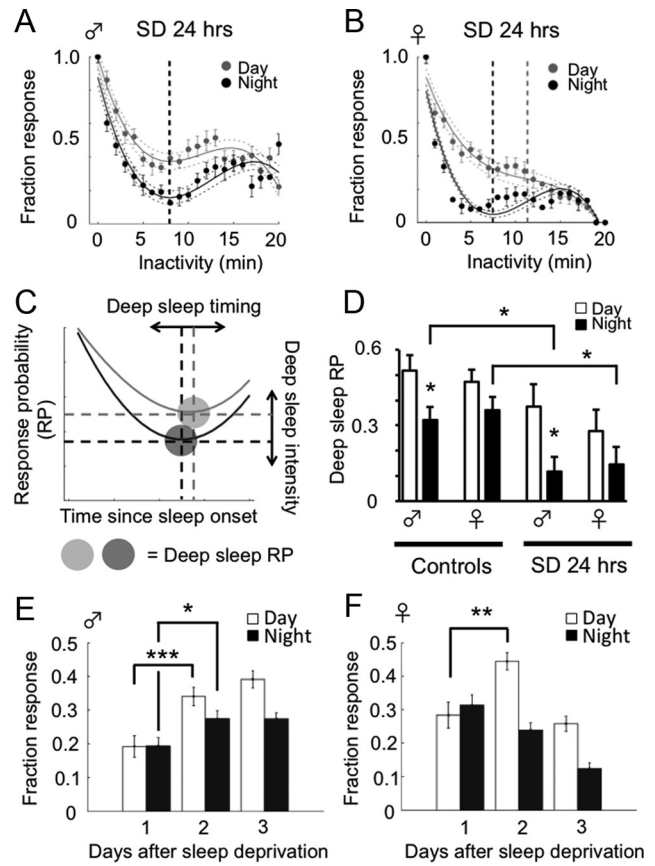 A
♂
SD 24 hrs
Fraction response
1.0
0.5
0
Day
Night
0 5 10 15 20
Inactivity (min)
B
♀
SD 24 hrs
Fraction response
1.0
0.5
0
Day
Night
0 5 10 15 20
Inactivity (min)
C
Deep sleep timing
Response probability
(RP)
Deep sleep
intensity
Time since sleep onset
= Deep sleep RP
D
Day
Night
Deep sleep RP
0.6
0.3
0
*
*
*
*
♂ ♀ ♂ ♀
Controls SD 24 hrs
E
♂
Day
Night
Fraction response
0.5
0.4
0.3
0.2
0.1
0
*
***
1 2 3
Days after sleep deprivation
F
♀
Day
Night
Fraction response
0.5
0.4
0.3
0.2
0.1
0
**
1 2 3
Days after sleep deprivation